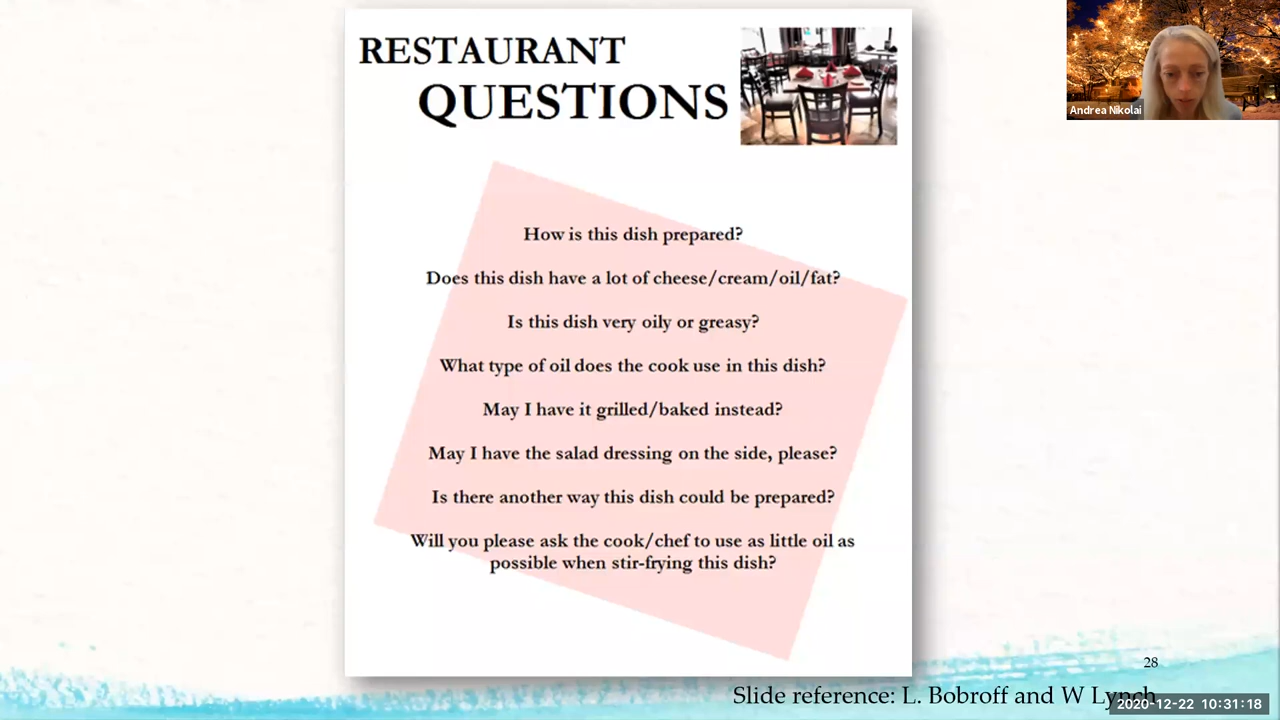 RESTAURANT
QUESTIONS
Andrea Nikolai
How is this dish prepared?
Does this dish have a lot of cheese/cream/oil/fat?
Is this dish very oily or greasy?
What type of oil does the cook use in this dish?
May I have it grilled/baked instead?
May I have the salad dressing on the side, please?
Is there another way this dish could be prepared?
Will you please ask the cook/chef to use as little oil as
possible when stir-frying this dish?
28
Slide reference: L. Bobroff and W Lynch
2020-12-22 10:31:18